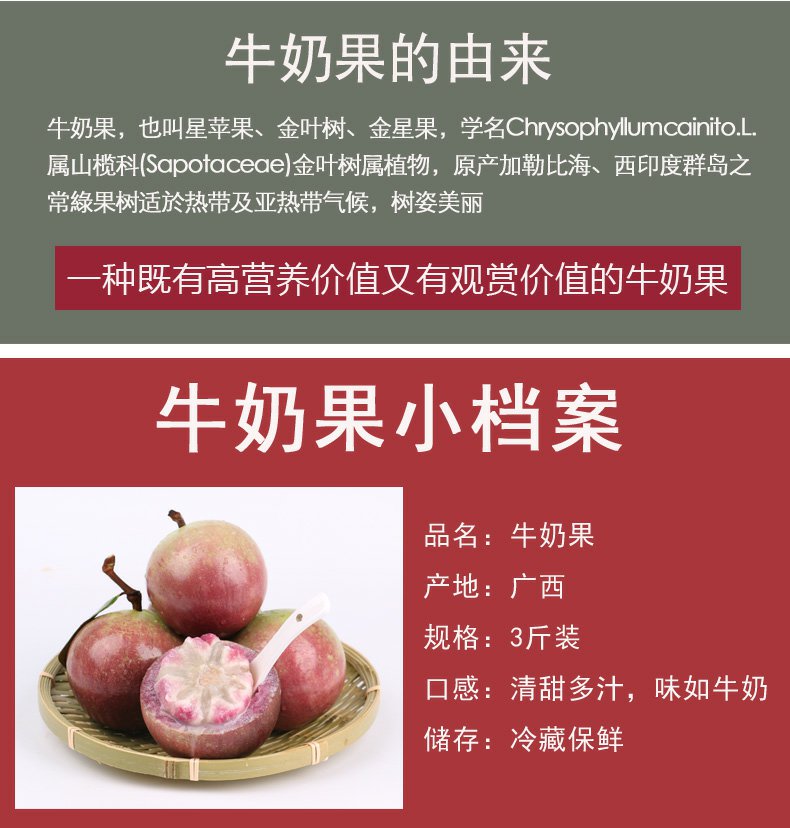 牛奶果的由来
牛奶果，也叫星苹果、金叶树、金星果，学名Chrysophyllumcainito.L.
属山榄科(Sapotaceae)金叶树属植物，原产加勒比海、西印度群岛之
常綠果树适於热带及亚热带气候，树姿美丽
一种既有高营养价值又有观赏价值的牛奶果
牛奶果小档案
品名：牛奶果
产地：广西
规格：3斤装
口感：清甜多汁，味如牛奶
储存：冷藏保鲜